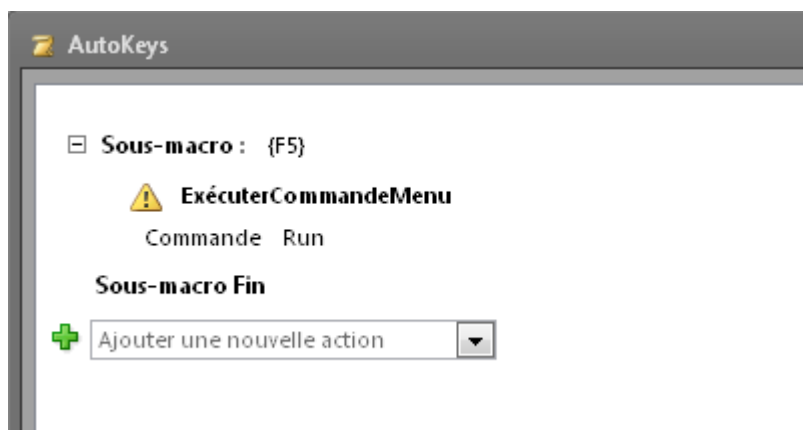 AutoKeys
Sous-macro : {F5}
ExécuterCommandeMenu
Commande Run
Sous-macro Fin
Ajouter une nouvelle action